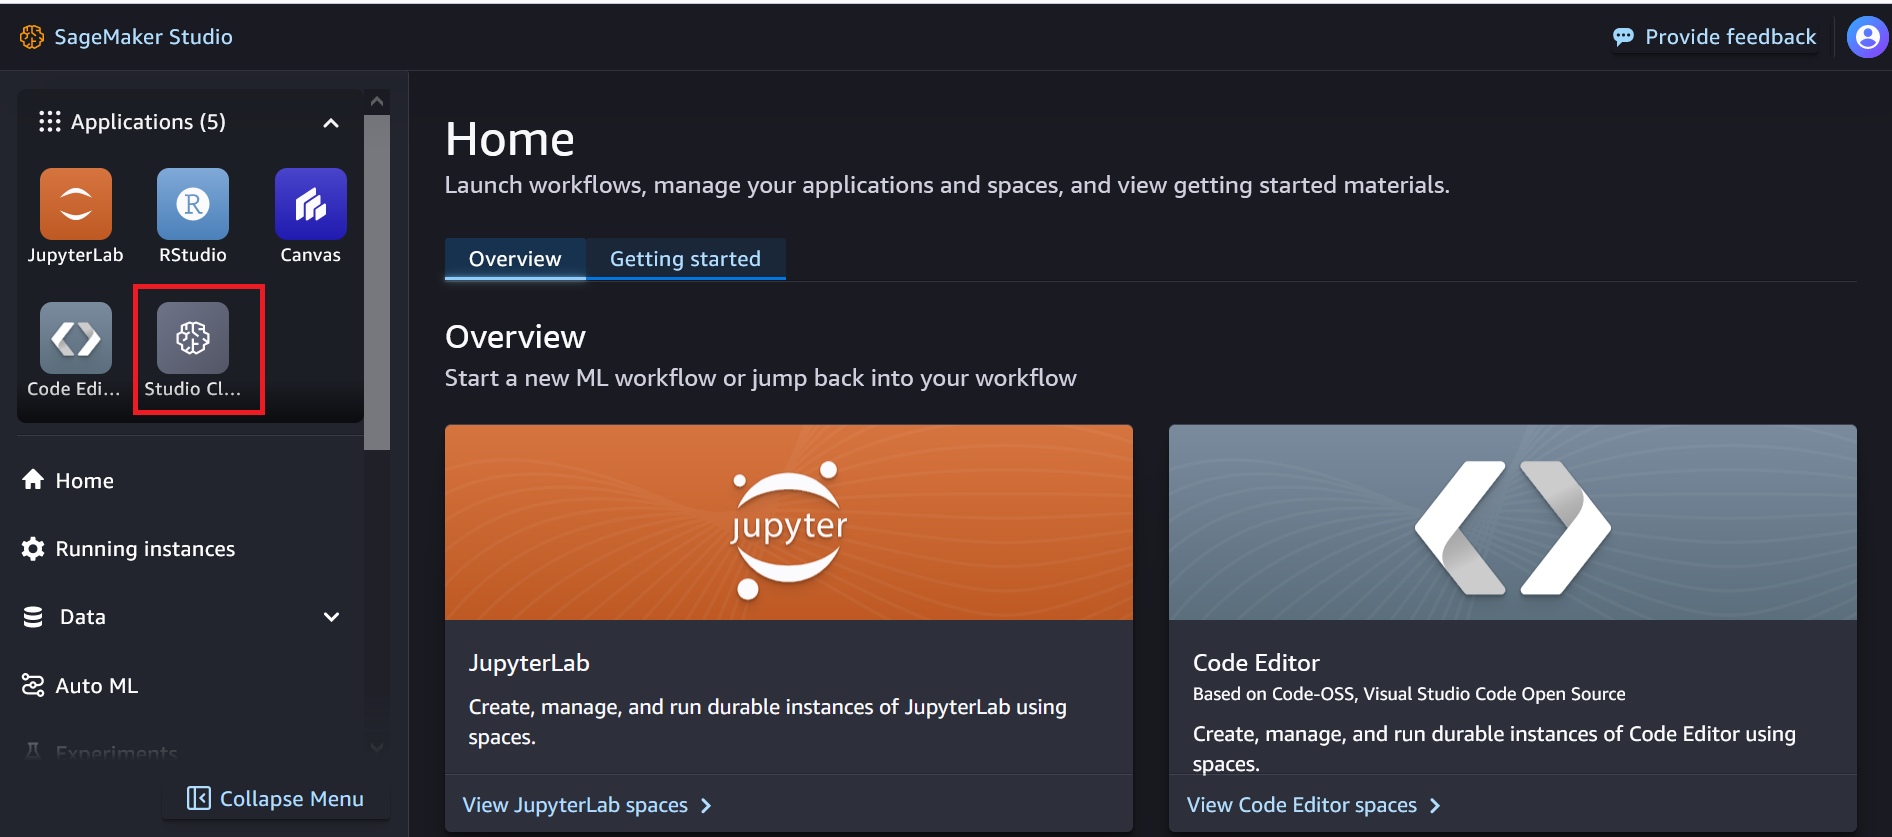 SageMaker Studio
Provide feedback
Applications (5)
JupyterLab
RStudio
Canvas
Code Edi...
Studio Cl...
Home
Running instances
Data
Auto ML
Experiments
Collapse Menu
Home
Launch workflows, manage your applications and spaces, and view getting started materials.
Overview
Getting started
Overview
Start a new ML workflow or jump back into your workflow
jupyter
JupyterLab
Create, manage, and run durable instances of JupyterLab using
spaces.
View JupyterLab spaces
Code Editor
Based on Code-OSS, Visual Studio Code Open Source
Create, manage, and run durable instances of Code Editor using
spaces.
View Code Editor spaces